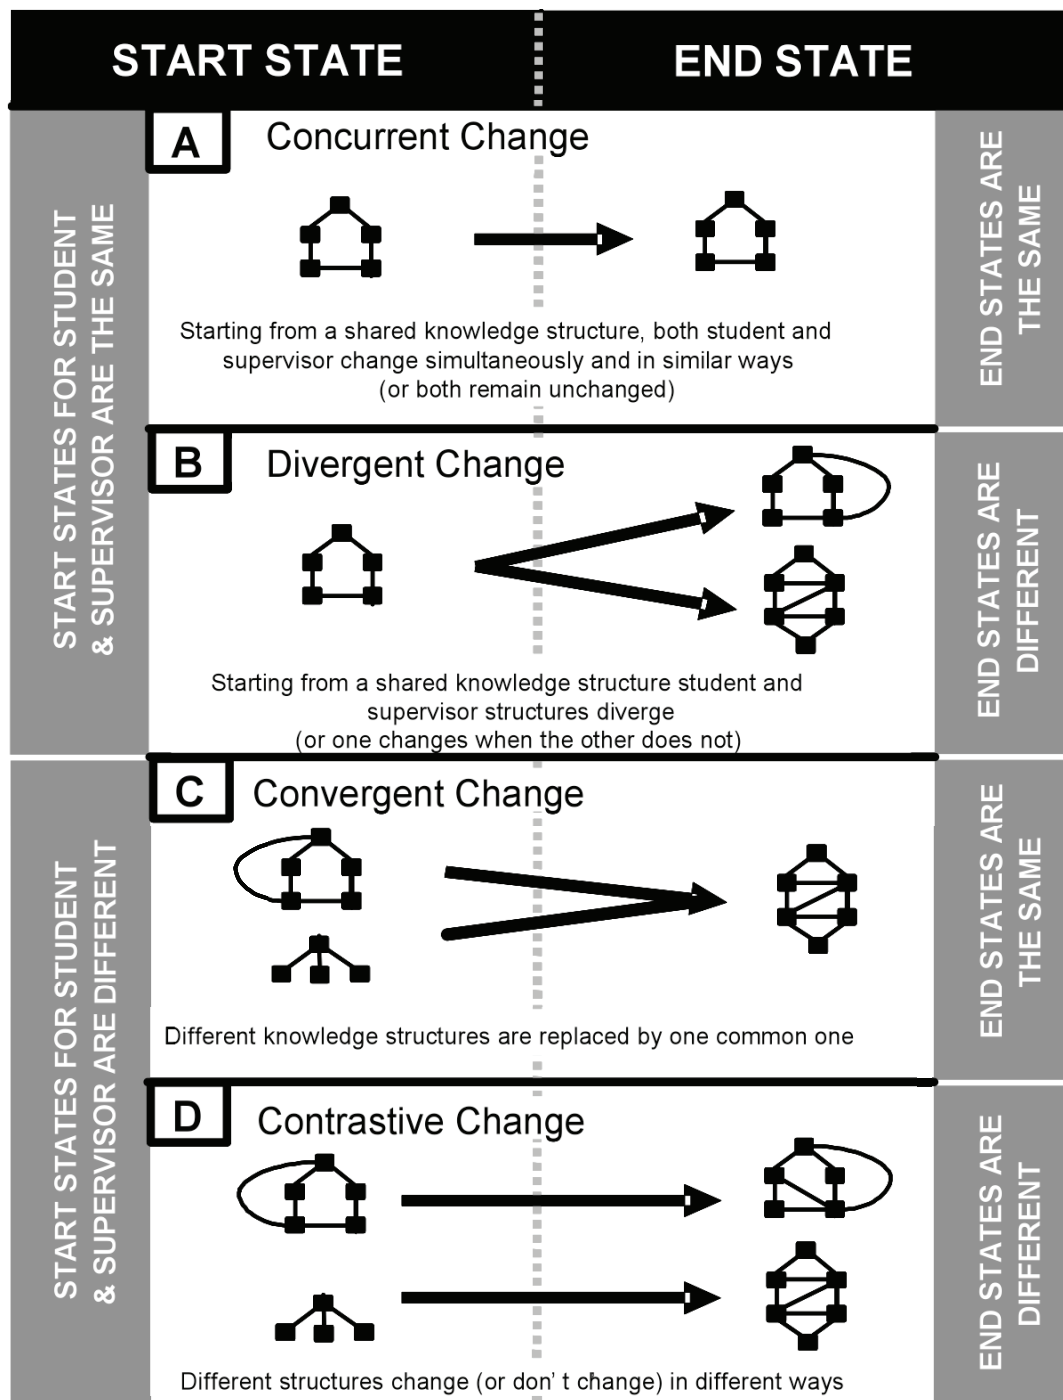 START STATE
END STATE
START STATES FOR STUDENT
& SUPERVISOR ARE THE SAME
A
Concurrent Change
Starting from a shared knowledge structure, both student and
supervisor change simultaneously and in similar ways
(or both remain unchanged)
END STATES ARE
THE SAME
B
Divergent Change
Starting from a shared knowledge structure student and
supervisor structures diverge
(or one changes when the other does not)
END STATES ARE
DIFFERENT
START STATES FOR STUDENT
& SUPERVISOR ARE DIFFERENT
C
Convergent Change
Different knowledge structures are replaced by one common one
END STATES ARE
THE SAME
D
Contrastive Change
Different structures change (or don' t change) in different ways
END STATES ARE
DIFFERENT